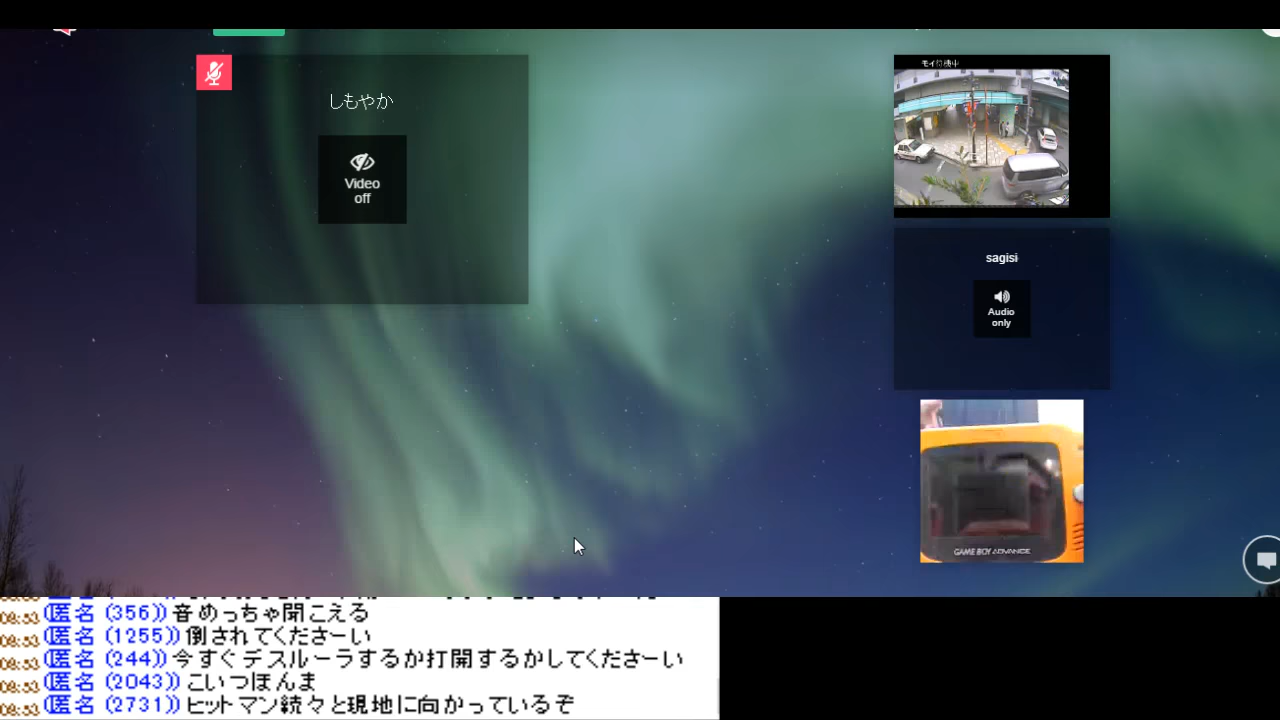 しもやか
Video
off
モイ待機中
sagisi
Audio
only
GAME BOY ADVANCE
08:53 (匿名 (356)) 音めっちゃ聞こえる
08:53 (匿名 (1255)) 倒されてくださーい
08:53 (匿名 (244)) 今すぐデスルーラするか打開するかしてくださーい
08:53 (匿名 (2043)) こいつほんま
08:53 (匿名 (2731)) ヒットマン続々と現地に向かっているぞ